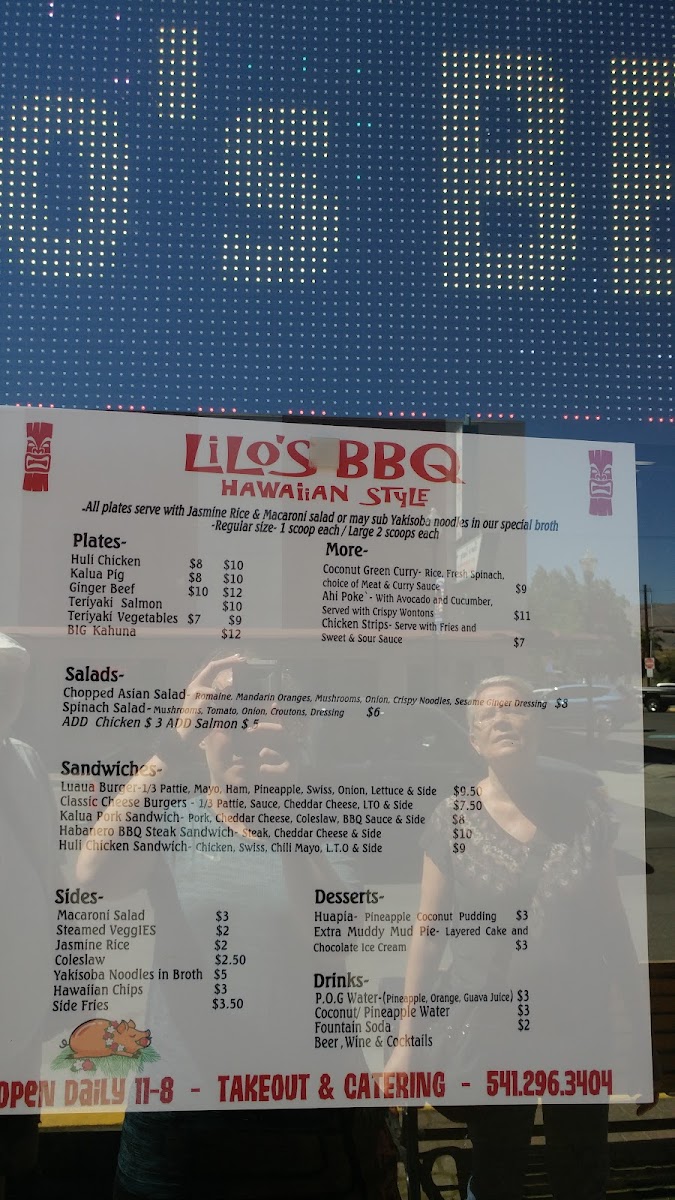 o's BB
LiLo's BBQ
HAWAiiAN STyLE
-All plates serve with Jasmine Rice & Macaroni salad or may sub Yakisoba noodles in our special broth
-Regular size- 1 scoop each / Large 2 scoops each
Plates-
Huli Chicken $8 $10
Kalua Pig $8 $10
Ginger Beef $10 $12
Teriyaki Salmon $10
Teriyaki Vegetables $7 $9
BIG Kahuna $12
More-
Coconut Green Curry- Rice, Fresh Spinach,
choice of Meat & Curry Sauce $9
Ahi Poke`- With Avocado and Cucumber,
Served with Crispy Wontons $11
Chicken Strips- Serve with Fries and
Sweet & Sour Sauce $7
Salads-
Chopped Asian Salad- Romaine, Mandarin Oranges, Mushrooms, Onion, Crispy Noodles, Sesame Ginger Dressing $8
Spinach Salad- Mushrooms, Tomato, Onion, Croutons, Dressing $6
ADD Chicken $ 3 ADD Salmon $ 5
Sandwiches-
Luaua Burger-1/3 Pattie, Mayo, Ham, Pineapple, Swiss, Onion, Lettuce & Side $9.50
Classic Cheese Burgers - 1/3 Pattie, Sauce, Cheddar Cheese, LTO & Side $7.50
Kalua Pork Sandwich- Pork, Cheddar Cheese, Coleslaw, BBQ Sauce & Side $8
Habanero BBQ Steak Sandwich- Steak, Cheddar Cheese & Side $10
Huli Chicken Sandwich- Chicken, Swiss, Chili Mayo, L.T.O & Side $9
Sides-
Macaroni Salad $3
Steamed VeggIES $2
Jasmine Rice $2
Coleslaw $2.50
Yakisoba Noodles in Broth $5
Hawaiian Chips $3
Side Fries $3.50
Desserts-
Huapia- Pineapple Coconut Pudding $3
Extra Muddy Mud Pie- Layered Cake and
Chocolate Ice Cream $3
Drinks-
P.O.G Water-(Pineapple, Orange, Guava Juice) $3
Coconut/ Pineapple Water $3
Fountain Soda $2
Beer ,Wine & Cocktails
open Daily 11-8 - TAKEOUT & CATERING - 541.296.3404